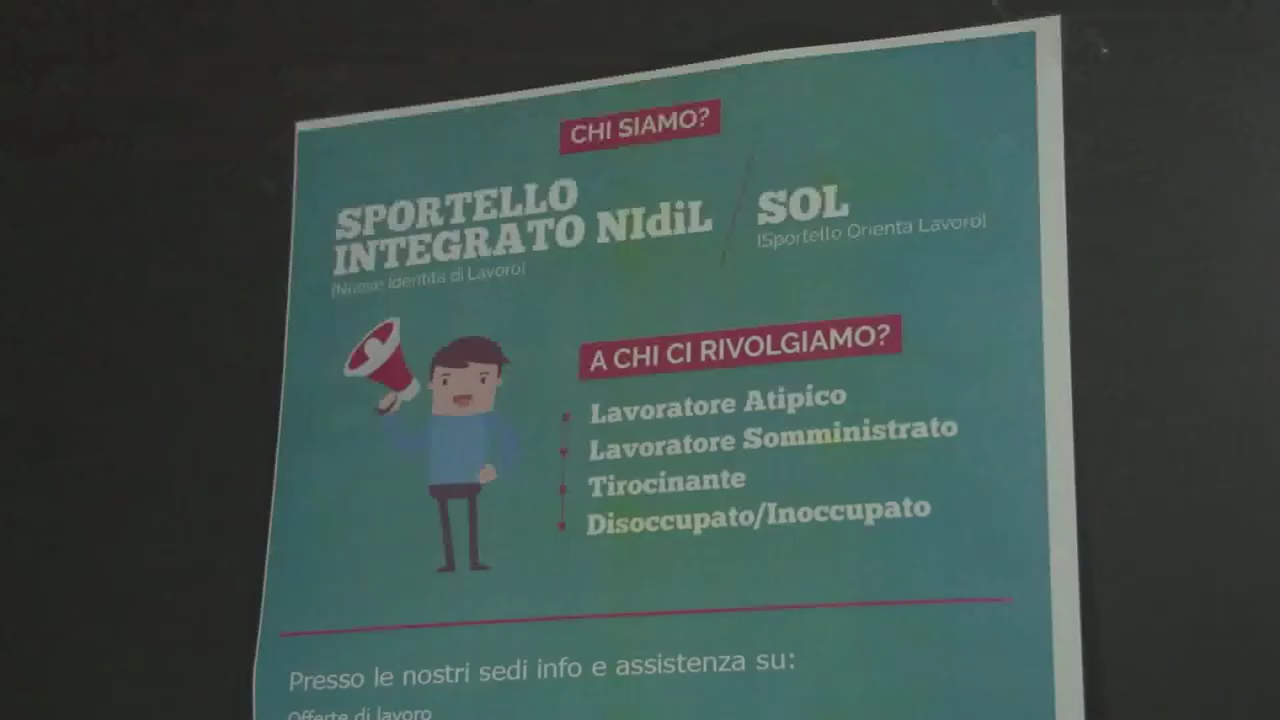 CHI SIAMO?
SPORTELLO
INTEGRATO NIdiL
(Nuove Identità di Lavoro)
SOL
(Sportello Orienta Lavoro)
A CHI CI RIVOLGIAMO?
Lavoratore Atipico
Lavoratore Somministrato
Tirocinante
Disoccupato/Inoccupato
Presso le nostri sedi info e assistenza su:
Offerte di lavoro